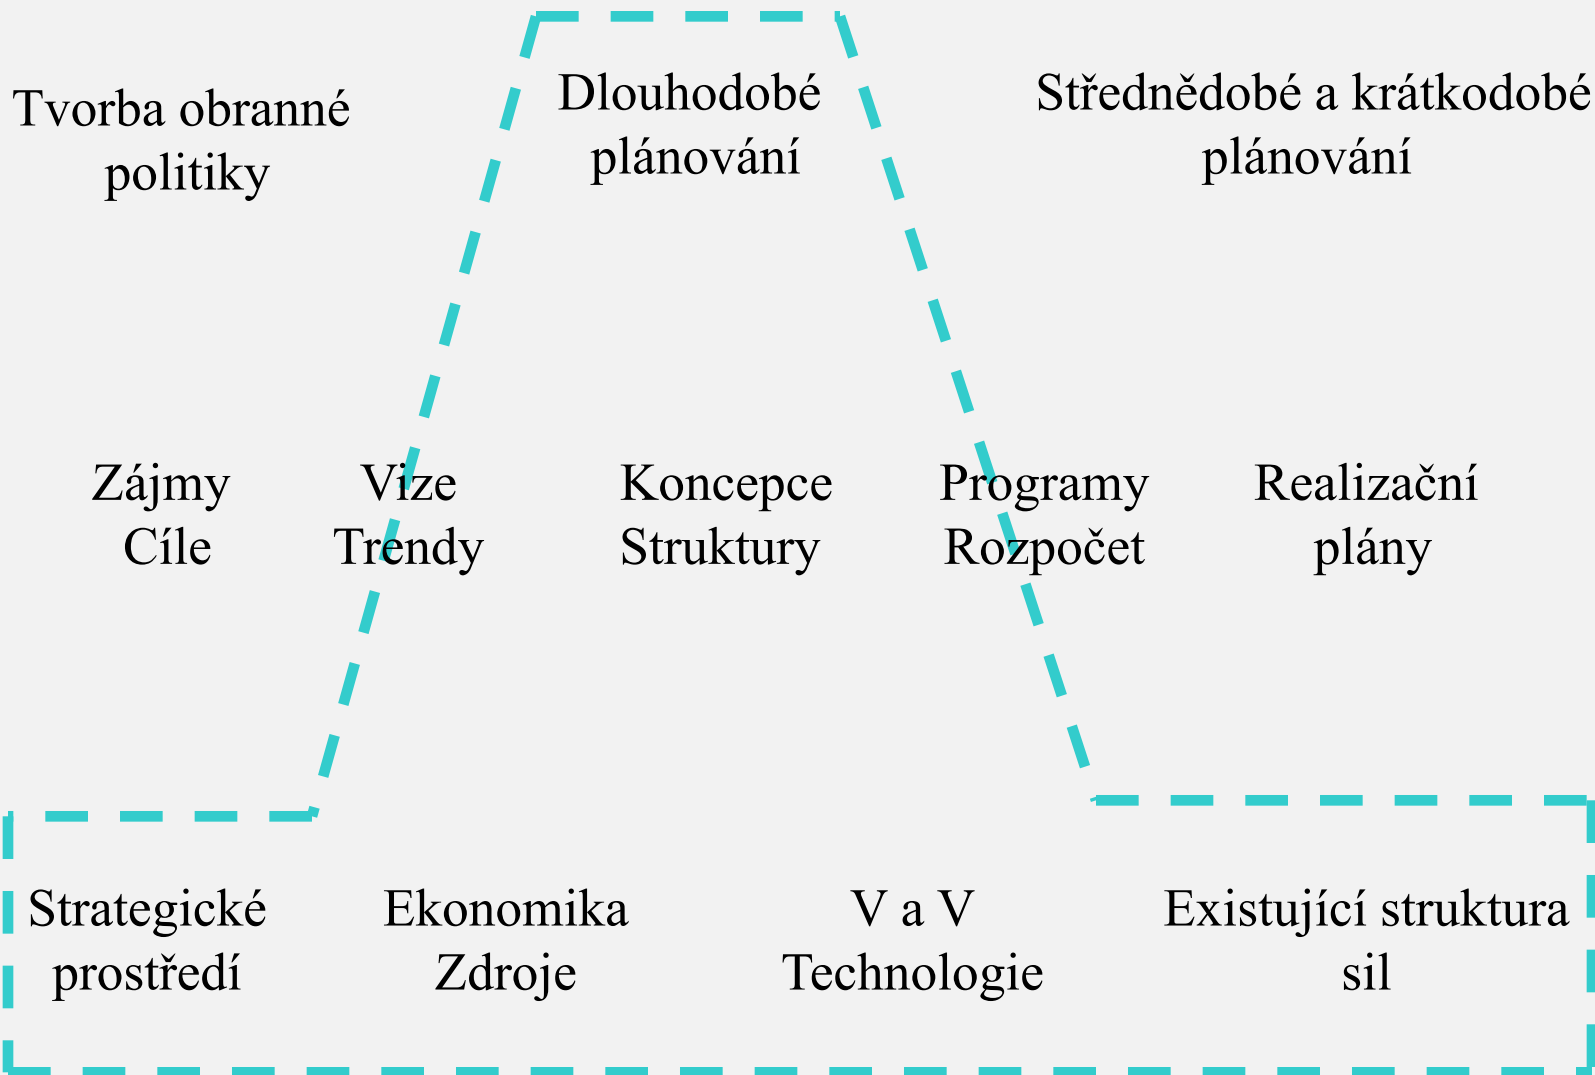 Tvorba obranné
politiky
Dlouhodobé
plánování
Střednědobé a krátkodobé
plánování
Zájmy
Cíle
Vize
Trendy
Koncepce
Struktury
Programy
Rozpočet
Realizační
plány
Strategické
prostředí
Ekonomika
Zdroje
V a V
Technologie
Existující struktura
sil